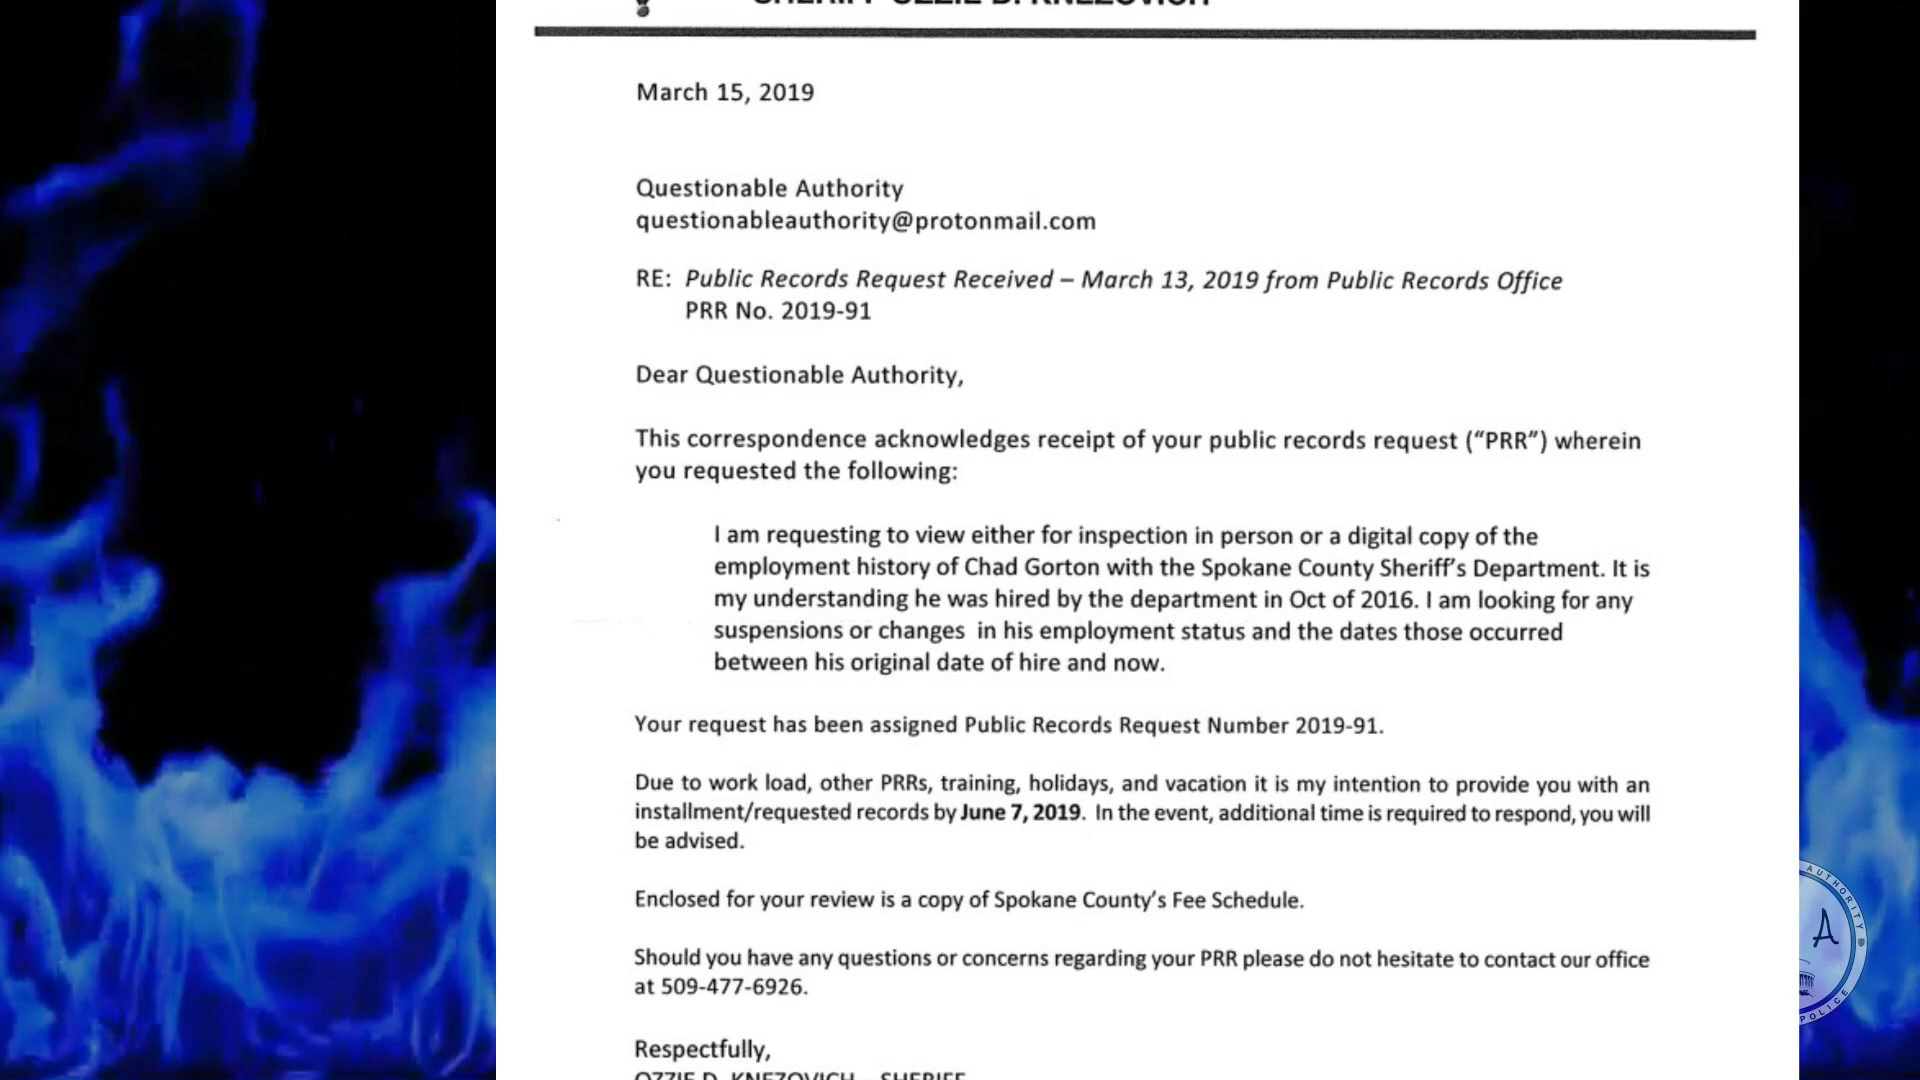 SHERIFF OZZIE D. KNEZOVICH
March 15, 2019
Questionable Authority
questionableauthority@protonmail.com
RE: Public Records Request Received – March 13, 2019 from Public Records Office
PRR No. 2019-91
Dear Questionable Authority,
This correspondence acknowledges receipt of your public records request (“PRR”) wherein
you requested the following:
I am requesting to view either for inspection in person or a digital copy of the
employment history of Chad Gorton with the Spokane County Sheriff’s Department. It is
my understanding he was hired by the department in Oct of 2016. I am looking for any
suspensions or changes in his employment status and the dates those occurred
between his original date of hire and now.
Your request has been assigned Public Records Request Number 2019-91.
Due to work load, other PRRs, training, holidays, and vacation it is my intention to provide you with an
installment/requested records by June 7, 2019. In the event, additional time is required to respond, you will
be advised.
Enclosed for your review is a copy of Spokane County’s Fee Schedule.
Should you have any questions or concerns regarding your PRR please do not hesitate to contact our office
at 509-477-6926.
Respectfully,
OZZIE D. KNEZOVICH – SHERIFF
AUTHORITY
A
POLICE